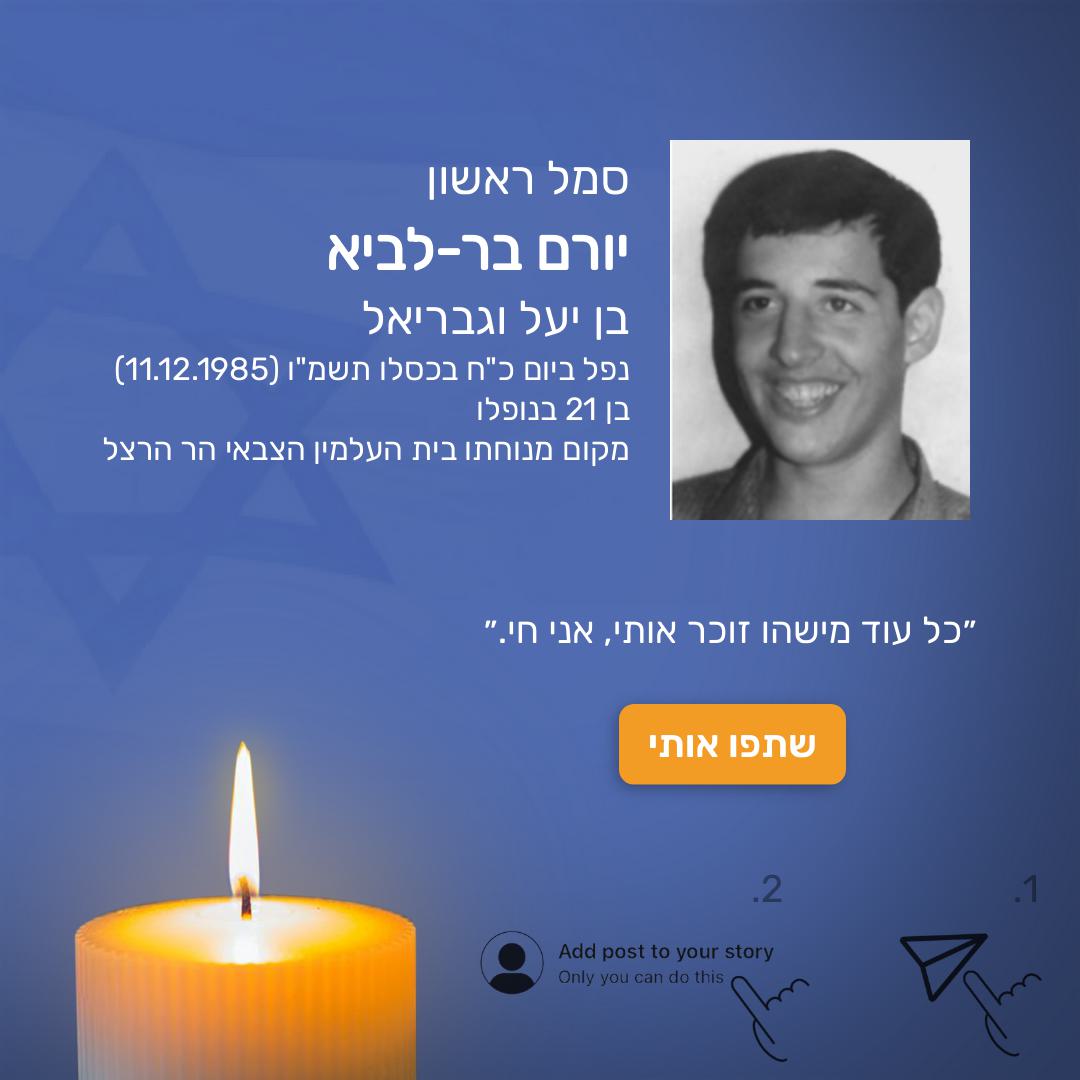 סמל ראשון
יורם בר-לביא
בן יעל וגבריאל
נפל ביום כ"ח בכסלו תשמ"ו (11.12.1985)
בן 21 בנופלו
מקום מנוחתו בית העלמין הצבאי הר הרצל
״כל עוד מישהו זוכר אותי, אני חי.״
שתפו אותי
.1
.2
Add post to your story
Only you can do this